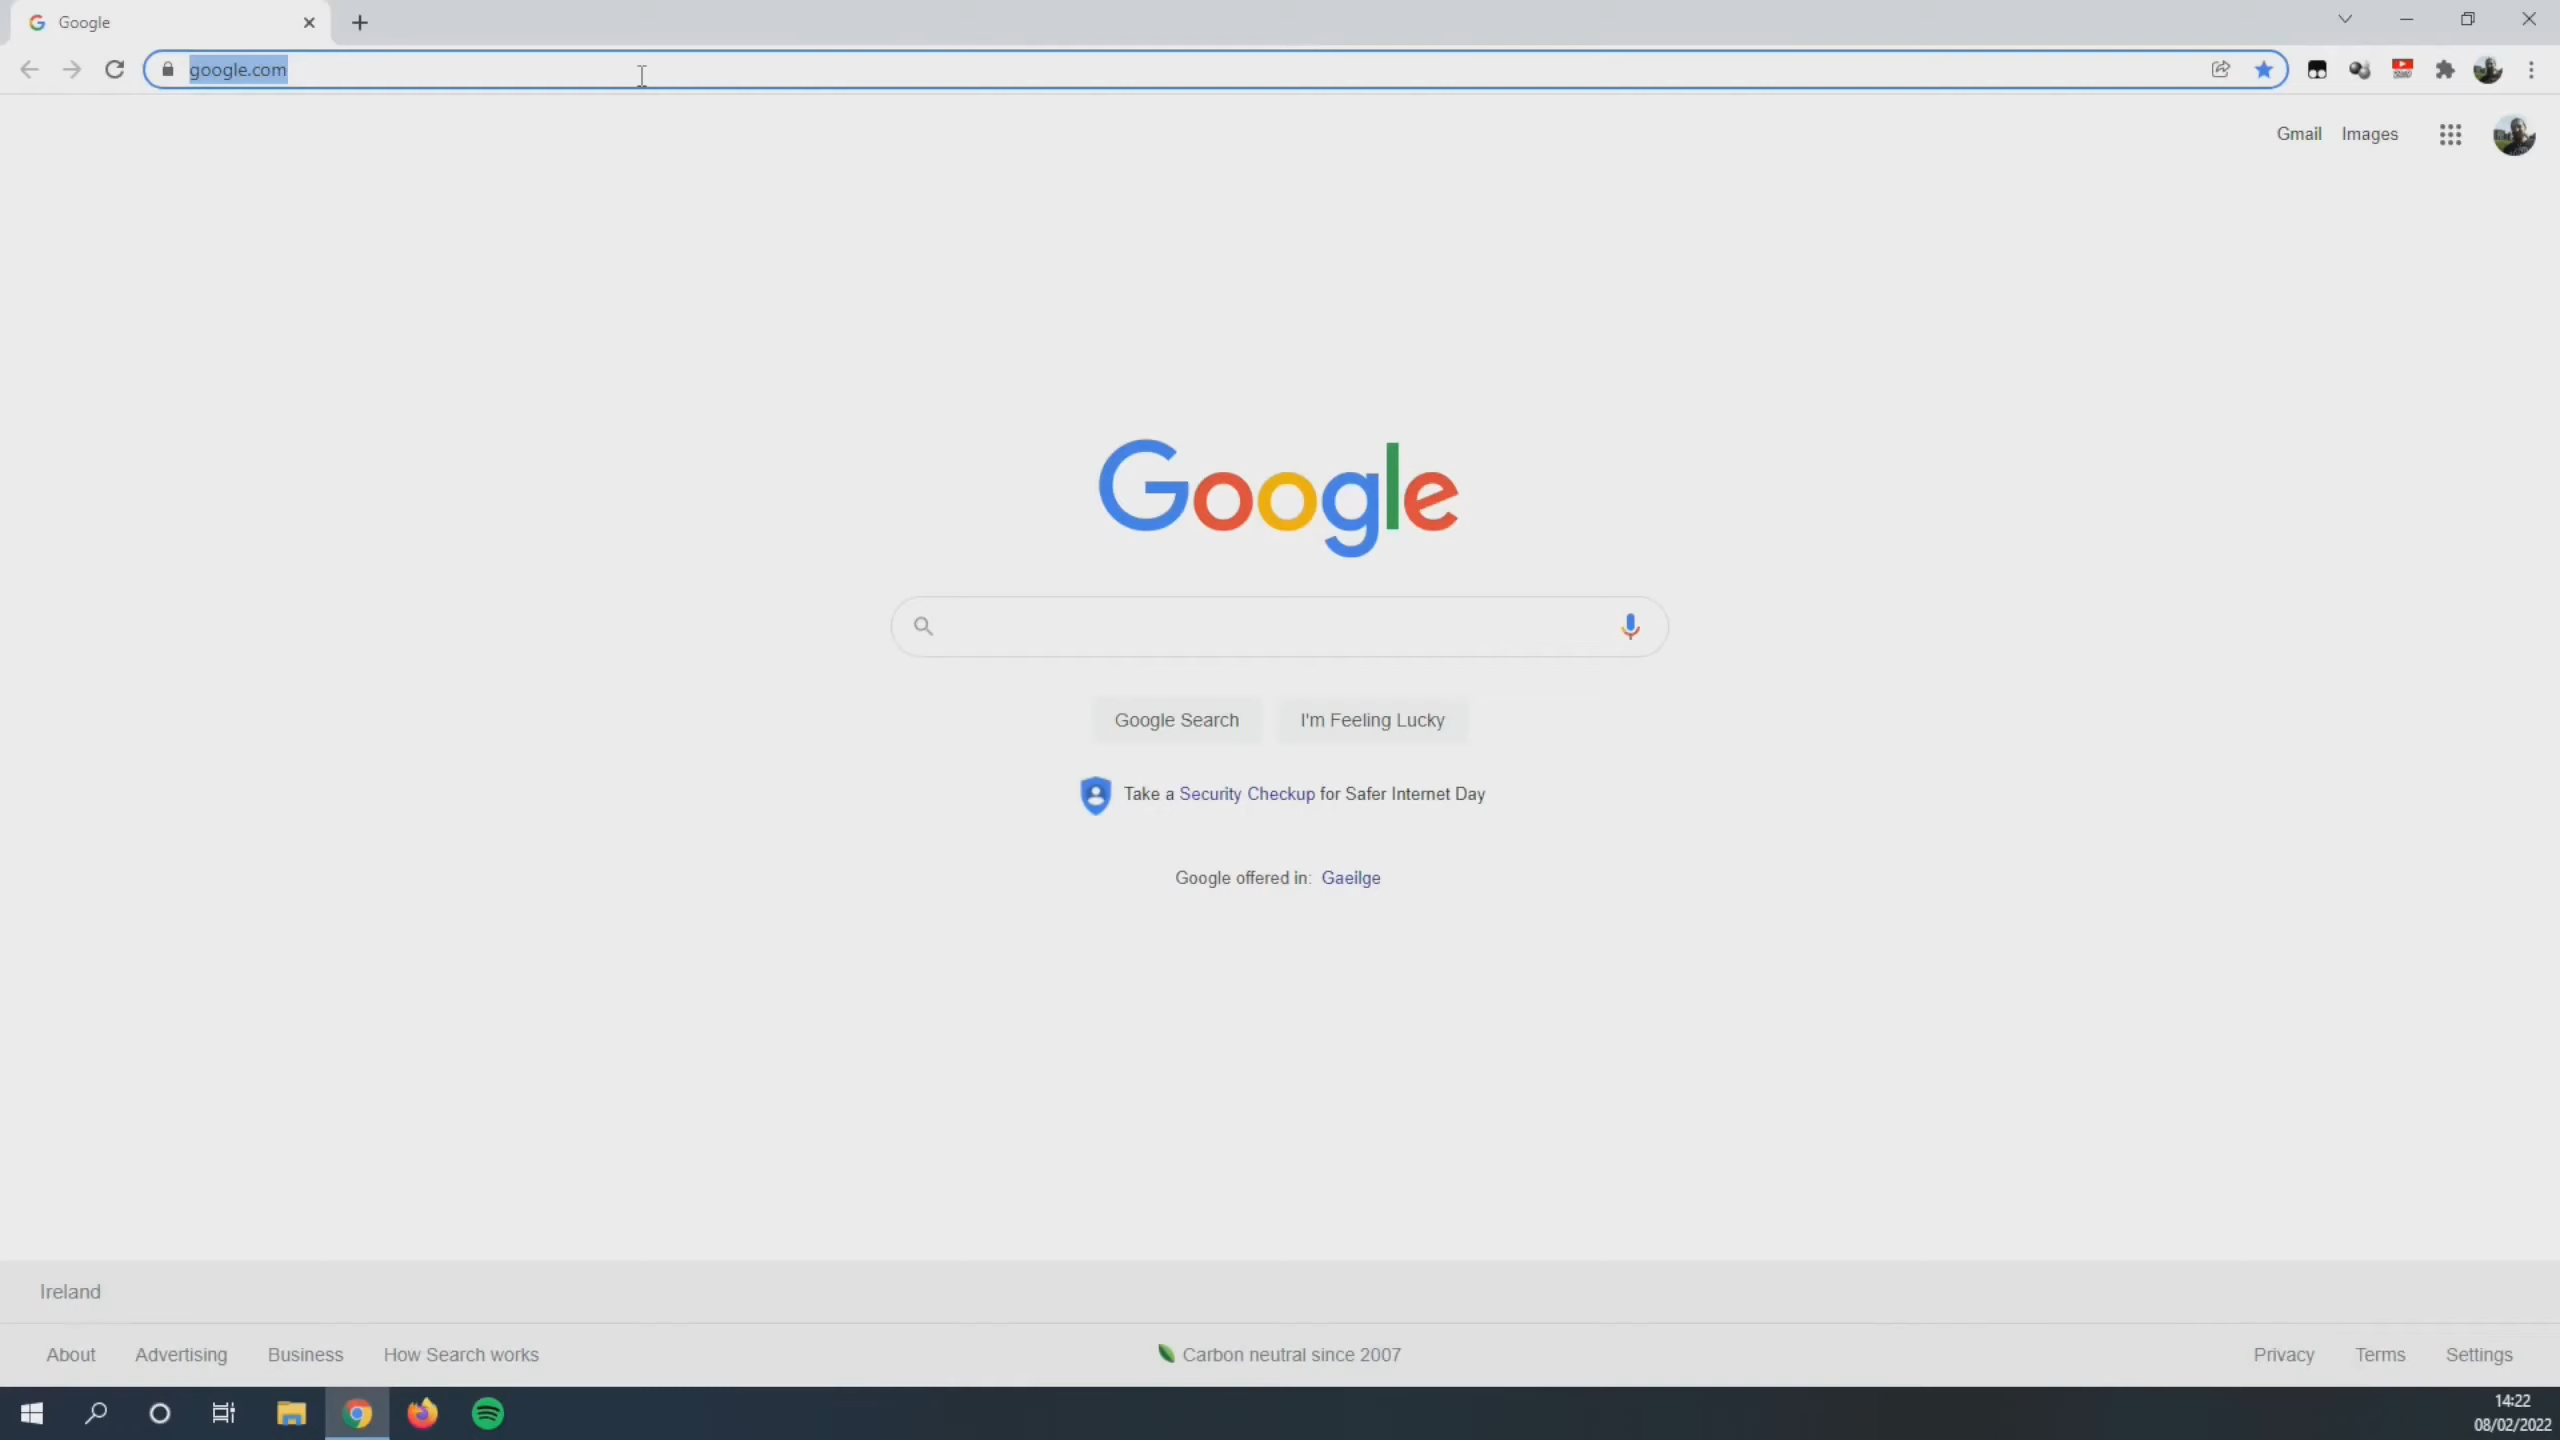 Google
google.com
Gmail Images
Google
Google Search I'm Feeling Lucky
Take a Security Checkup for Safer Internet Day
Google offered in: Gaeilge
Ireland
About Advertising Business How Search works Carbon neutral since 2007 Privacy Terms Settings
14:22
08/02/2022